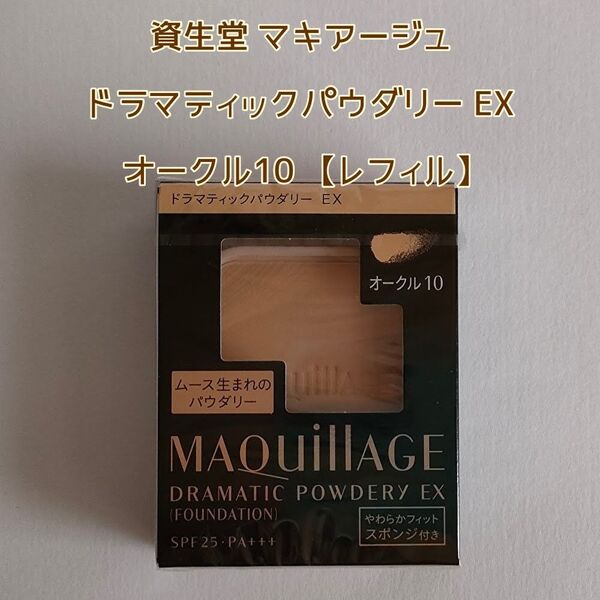 資生堂 マキアージュ
ドラマティックパウダリー EX
オークル10 【レフィル】
ドラマティックパウダリー EX
オークル10
ムース生まれの
パウダリー
MAQuillAGE
DRAMATIC POWDERY EX
(FOUNDATION)
SPF25・PA+++
やわらかフィット
スポンジ付き